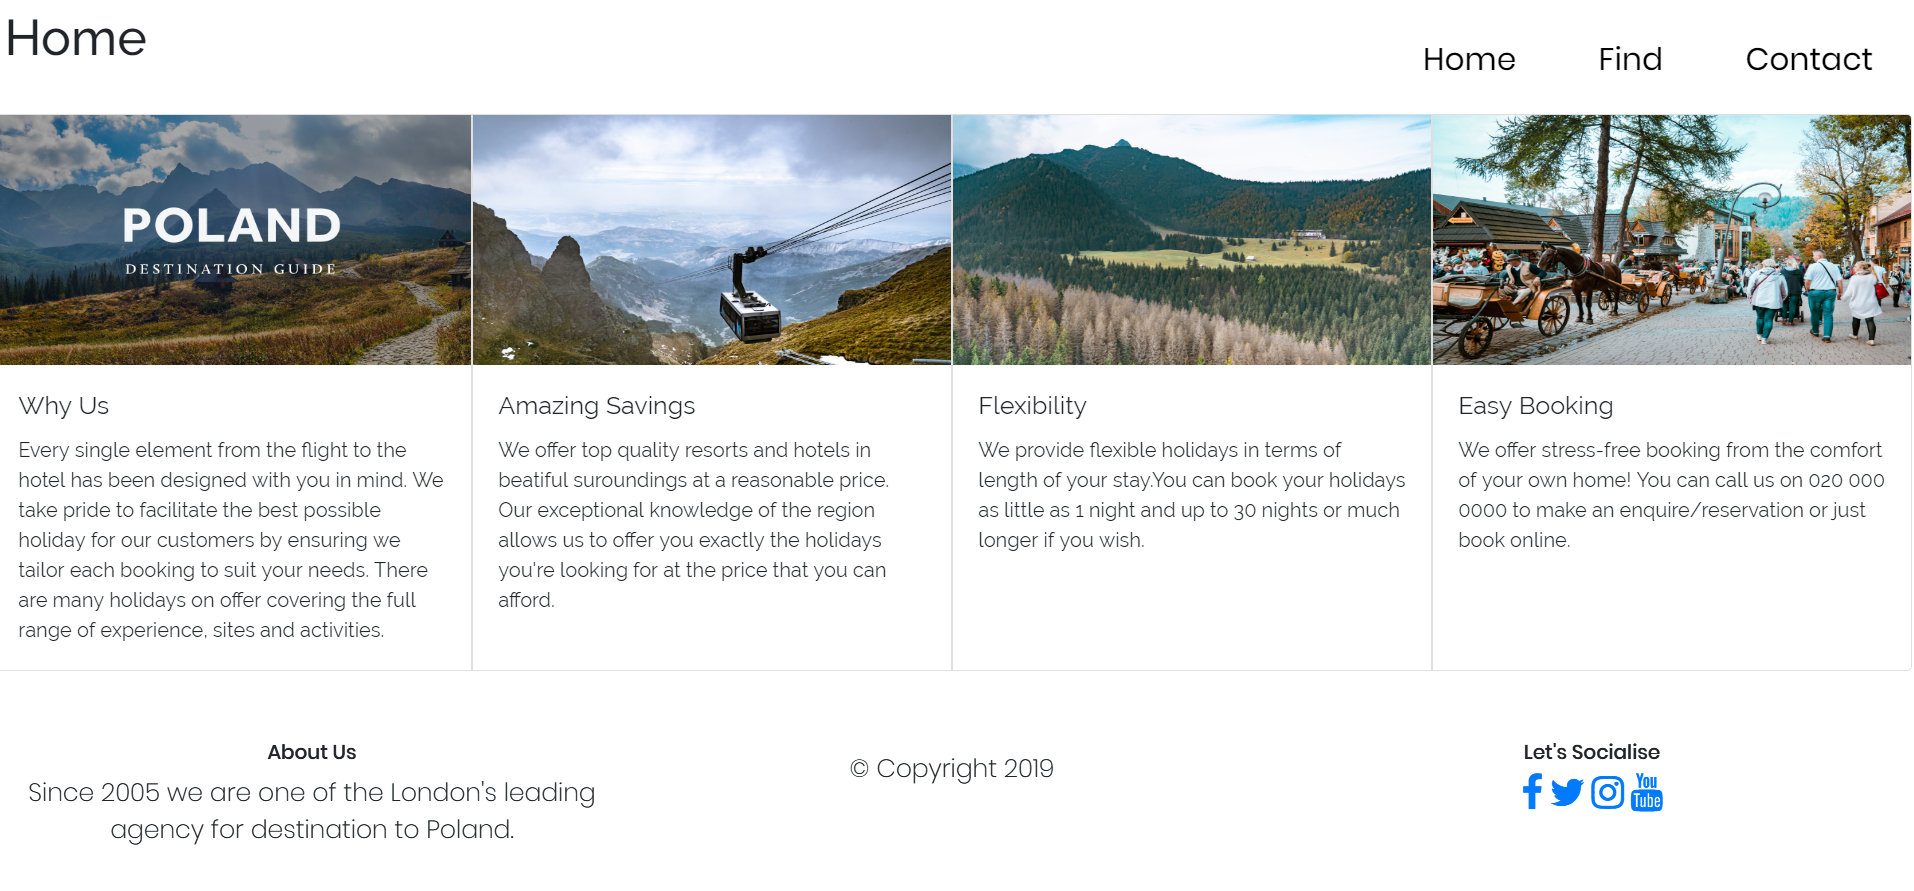 Home
Home Find Contact
POLAND
DESTINATION GUIDE
Why Us
Every single element from the flight to the
hotel has been designed with you in mind. We
take pride to facilitate the best possible
holiday for our customers by ensuring we
tailor each booking to suit your needs. There
are many holidays on offer covering the full
range of experience, sites and activities.
Amazing Savings
We offer top quality resorts and hotels in
beatiful suroundings at a reasonable price.
Our exceptional knowledge of the region
allows us to offer you exactly the holidays
you're looking for at the price that you can
afford.
Flexibility
We provide flexible holidays in terms of
length of your stay.You can book your holidays
as little as 1 night and up to 30 nights or much
longer if you wish.
Easy Booking
We offer stress-free booking from the comfort
of your own home! You can call us on 020 000
0000 to make an enquire/reservation or just
book online.
About Us
Since 2005 we are one of the London's leading
agency for destination to Poland.
© Copyright 2019
Let's Socialise
You
Tube